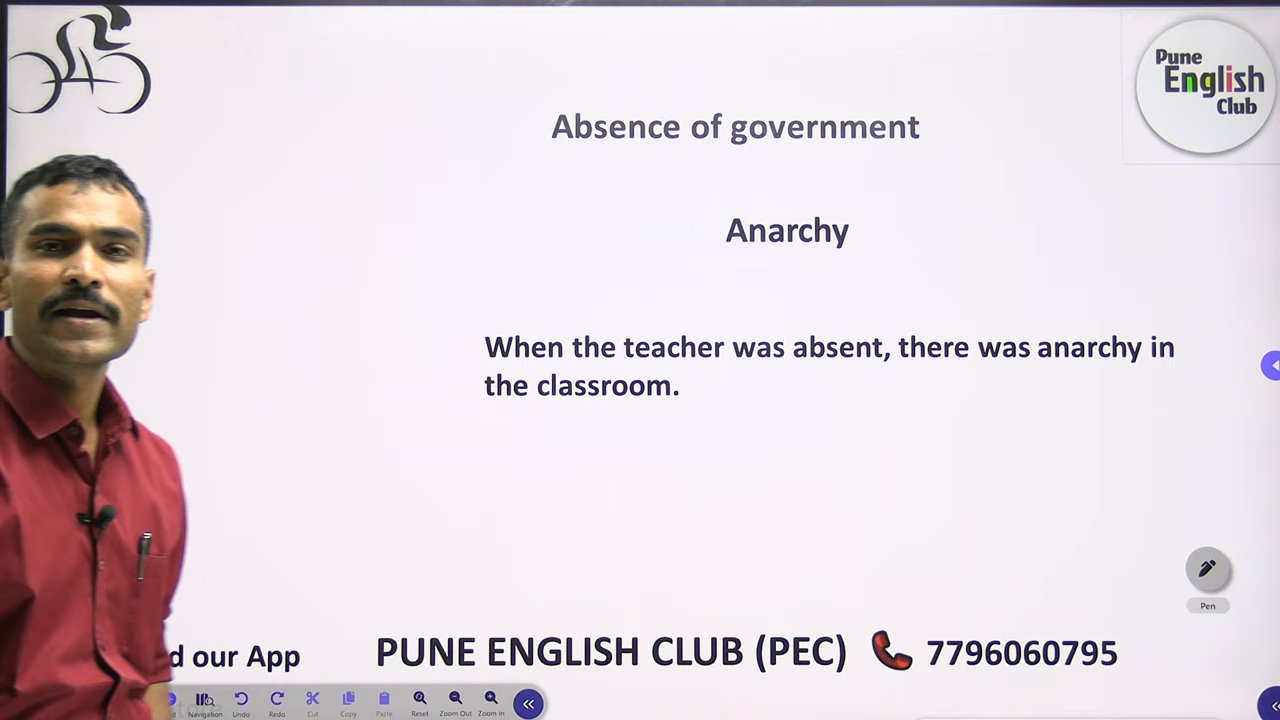 Pune
English
Club
Absence of government
Anarchy
When the teacher was absent, there was anarchy in
the classroom.
Pen
d our App
PUNE ENGLISH CLUB (PEC) 7796060795
Navigation Undo Redo Cut Copy Paste Reset Zoom Out Zoom In